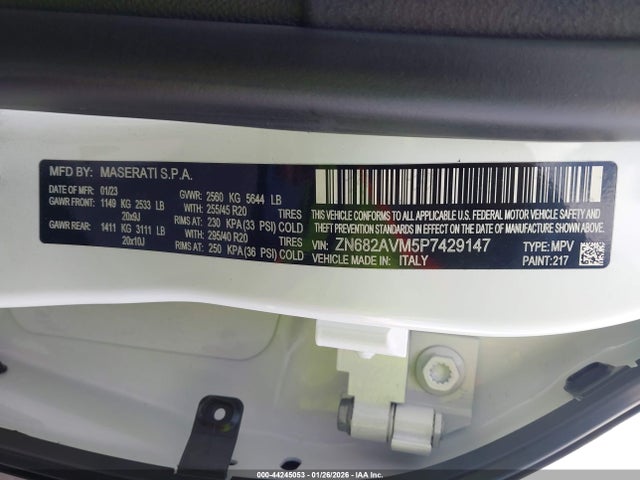 MFD BY: MASERATI S.P.A.
DATE OF MFR: 01/23 GVWR: 2560 KG 5644 LB
GAWR FRONT: 1149 KG 2533 LB WITH: 255/45 R20 TIRES
20x9J RIMS AT: 230 KPA(33 PSI) COLD
GAWR REAR: 1411 KG 3111 LB WITH: 295/40 R20 TIRES
20x10J RIMS AT: 250 KPA(36 PSI) COLD
THIS VEHICLE CONFORMS TO ALL APPLICABLE U.S. FEDERAL MOTOR VEHICLE
SAFETY, BUMPER, AND THEFT PREVENTION STANDARDS IN EFFECT ON THE
DATE OF MANUFACTURE SHOWN ABOVE.
VIN: ZN682AVM5P7429147 TYPE: MPV
VEHICLE MADE IN: ITALY PAINT: 217
000-44245053 - 01/26/2026 - IAA Inc.